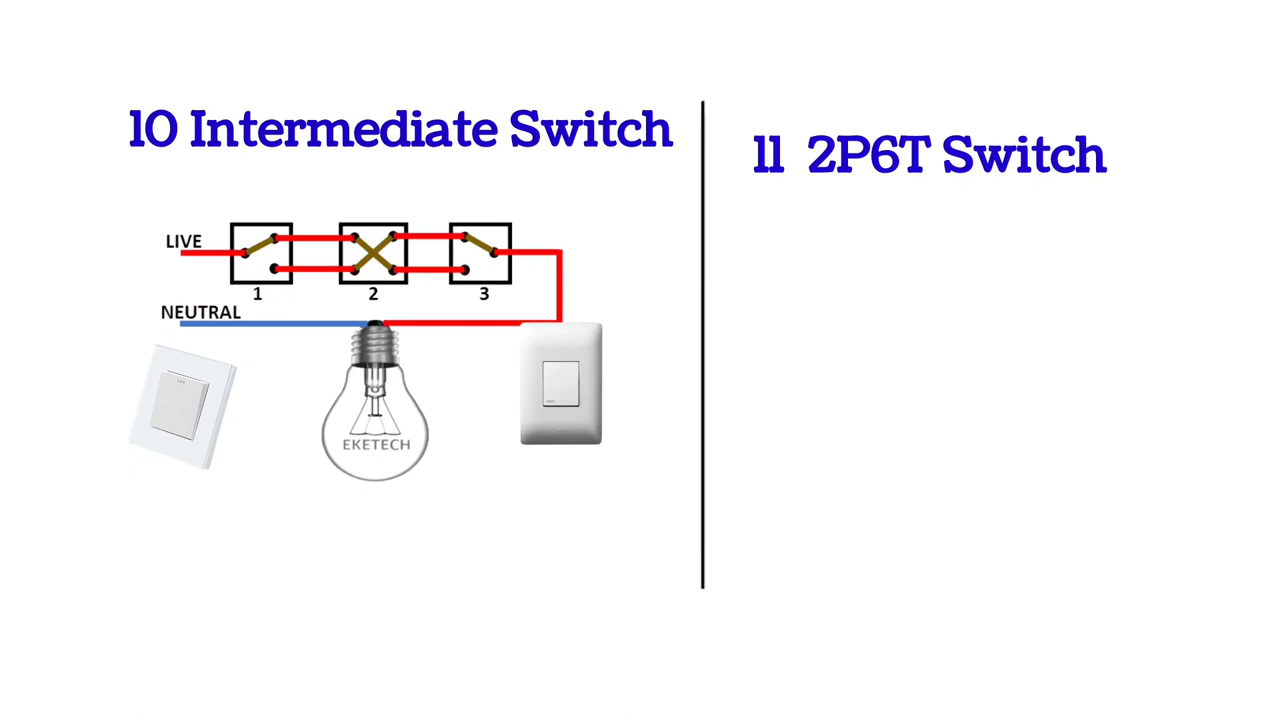 10 Intermediate Switch
LIVE
1
2
3
NEUTRAL
EKETECH
11 2P6T Switch